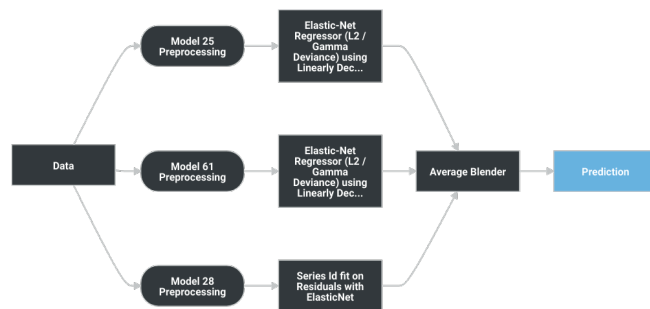 Model 25
Preprocessing
Elastic-Net
Regressor (L2 /
Gamma
Deviance) using
Linearly Dec...
Data
Model 61
Preprocessing
Elastic-Net
Regressor (L2 /
Gamma
Deviance) using
Linearly Dec...
Average Blender
Prediction
Model 28
Preprocessing
Series Id fit on
Residuals with
ElasticNet